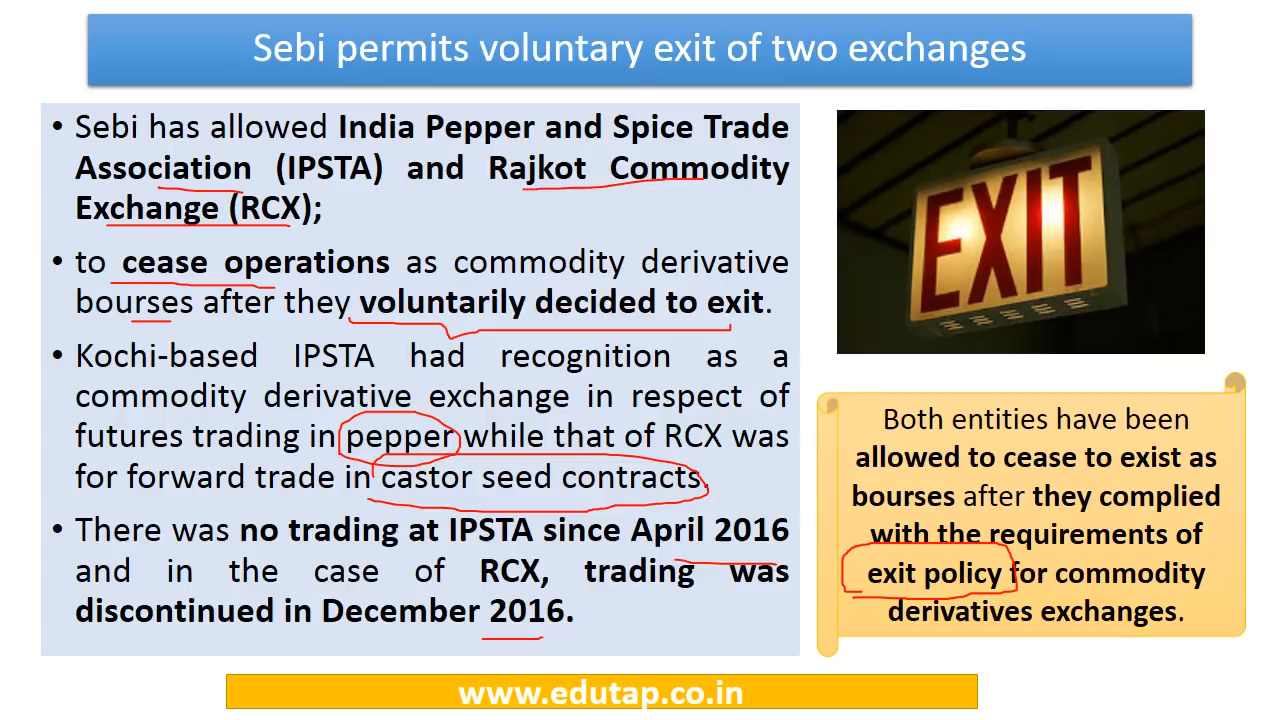 Sebi permits voluntary exit of two exchanges
• Sebi has allowed India Pepper and Spice Trade
Association (IPSTA) and Rajkot Commodity
Exchange (RCX);
• to cease operations as commodity derivative
bourses after they voluntarily decided to exit.
• Kochi-based IPSTA had recognition as a
commodity derivative exchange in respect of
futures trading in pepper while that of RCX was
for forward trade in castor seed contracts.
• There was no trading at IPSTA since April 2016
and in the case of RCX, trading was
discontinued in December 2016.
EXIT
Both entities have been
allowed to cease to exist as
bourses after they complied
with the requirements of
exit policy for commodity
derivatives exchanges.
www.edutap.co.in